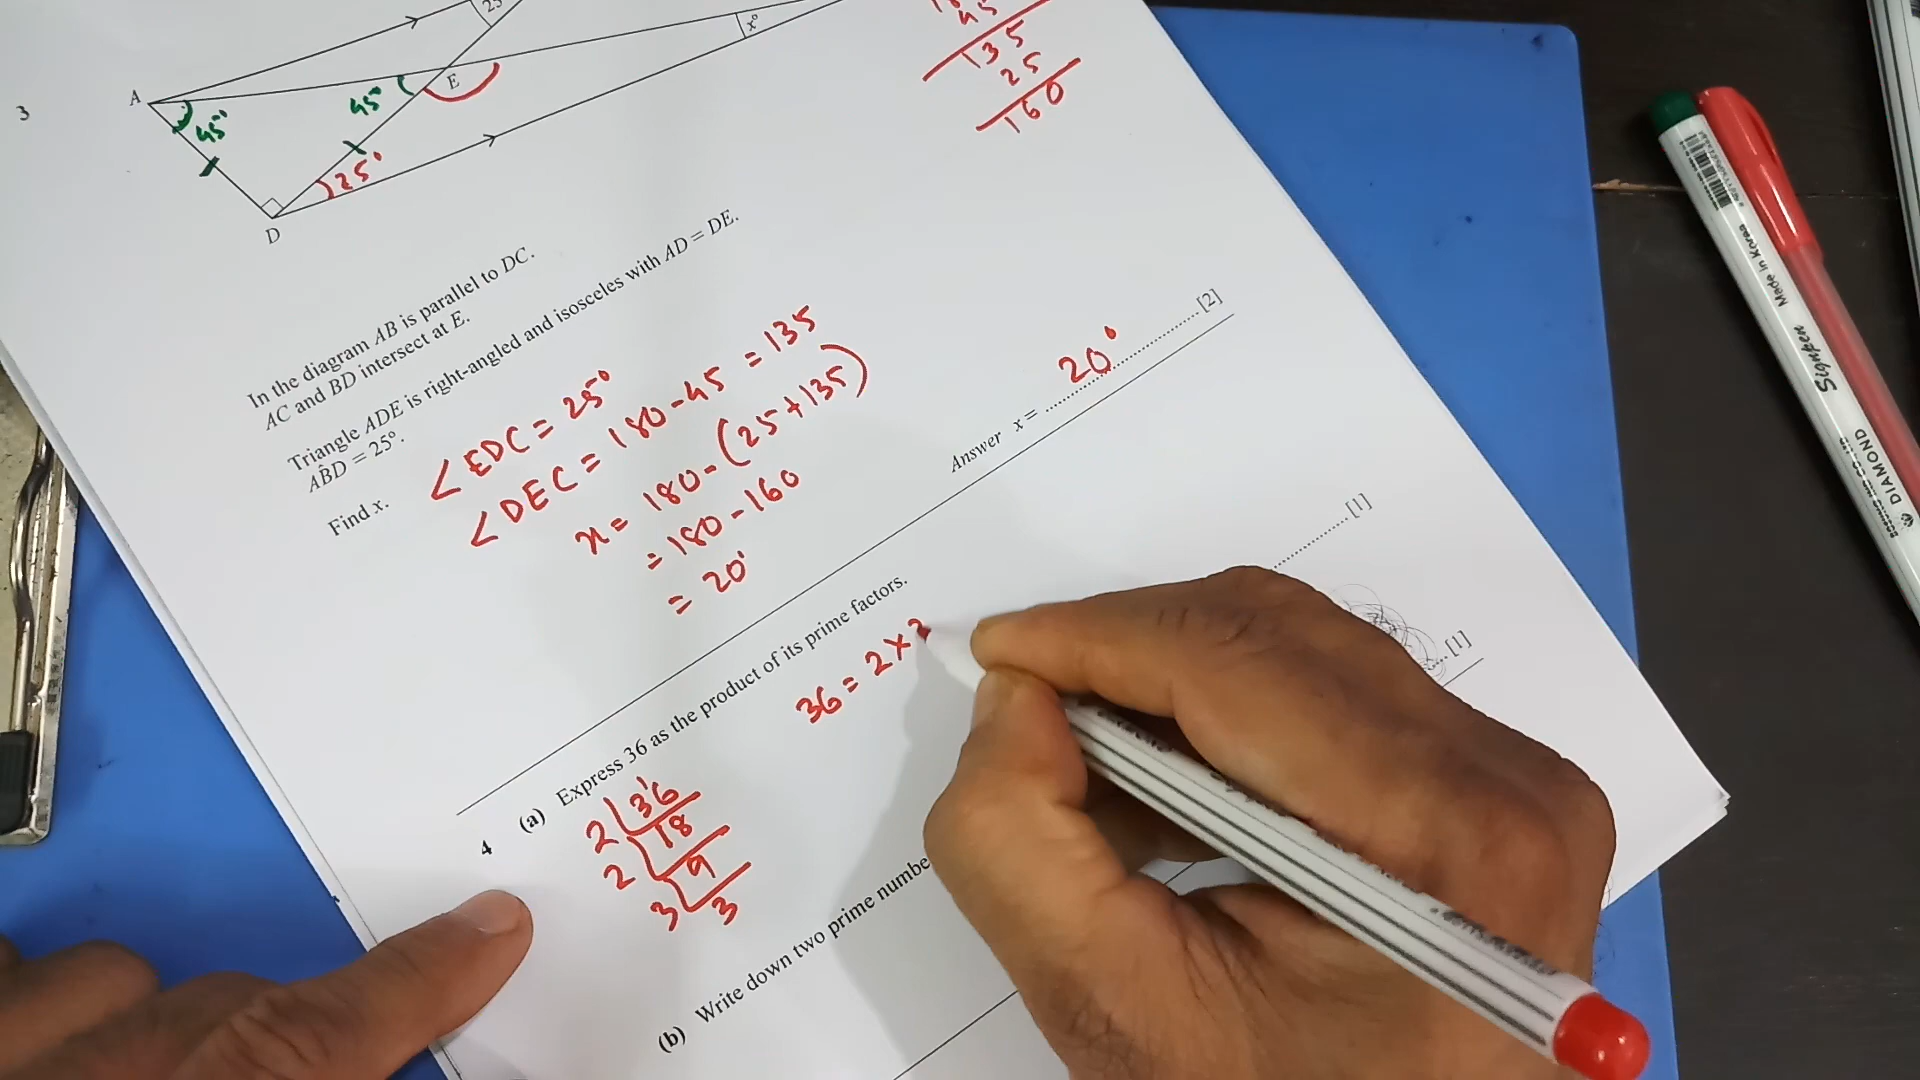 3
A
45°
45°
E
x°
25°
D
45
135
25
160
In the diagram AB is parallel to DC.
AC and BD intersect at E.
Triangle ADE is right-angled and isosceles with AD = DE.
AB̂D = 25°.
Find x.
∠EDC = 25°
∠DEC = 180-45 = 135
x = 180-(25+135)
= 180-160
= 20°
Answer x = 20° [2]
4 (a) Express 36 as the product of its prime factors.
36 = 2×
2 36
2 18
3 9
3
[1]
(b) Write down two prime
[1]
Signpen
Made in Korea
DIAMOND